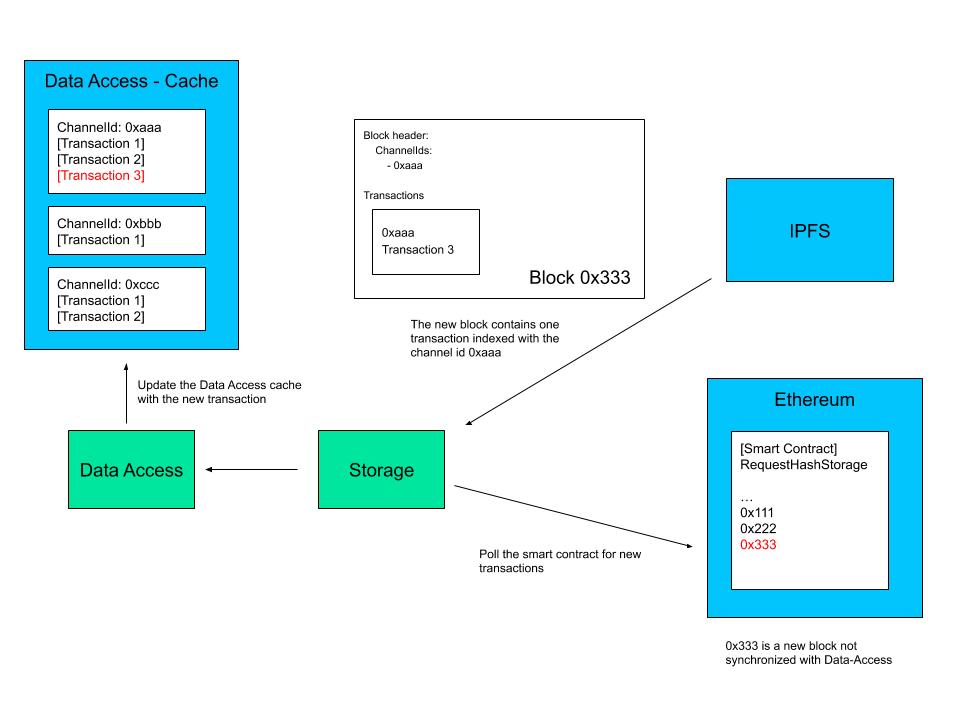 Data Access - Cache
ChannelId: 0xaaa
[Transaction 1]
[Transaction 2]
[Transaction 3]
ChannelId: 0xbbb
[Transaction 1]
ChannelId: 0xccc
[Transaction 1]
[Transaction 2]
Block header:
ChannelIds:
- 0xaaa
Transactions
0xaaa
Transaction 3
Block 0x333
IPFS
The new block contains one
transaction indexed with the
channel id 0xaaa
Update the Data Access cache
with the new transaction
Data Access
Storage
Ethereum
[Smart Contract]
RequestHashStorage
…
0x111
0x222
0x333
Poll the smart contract for new
transactions
0x333 is a new block not
synchronized with Data-Access